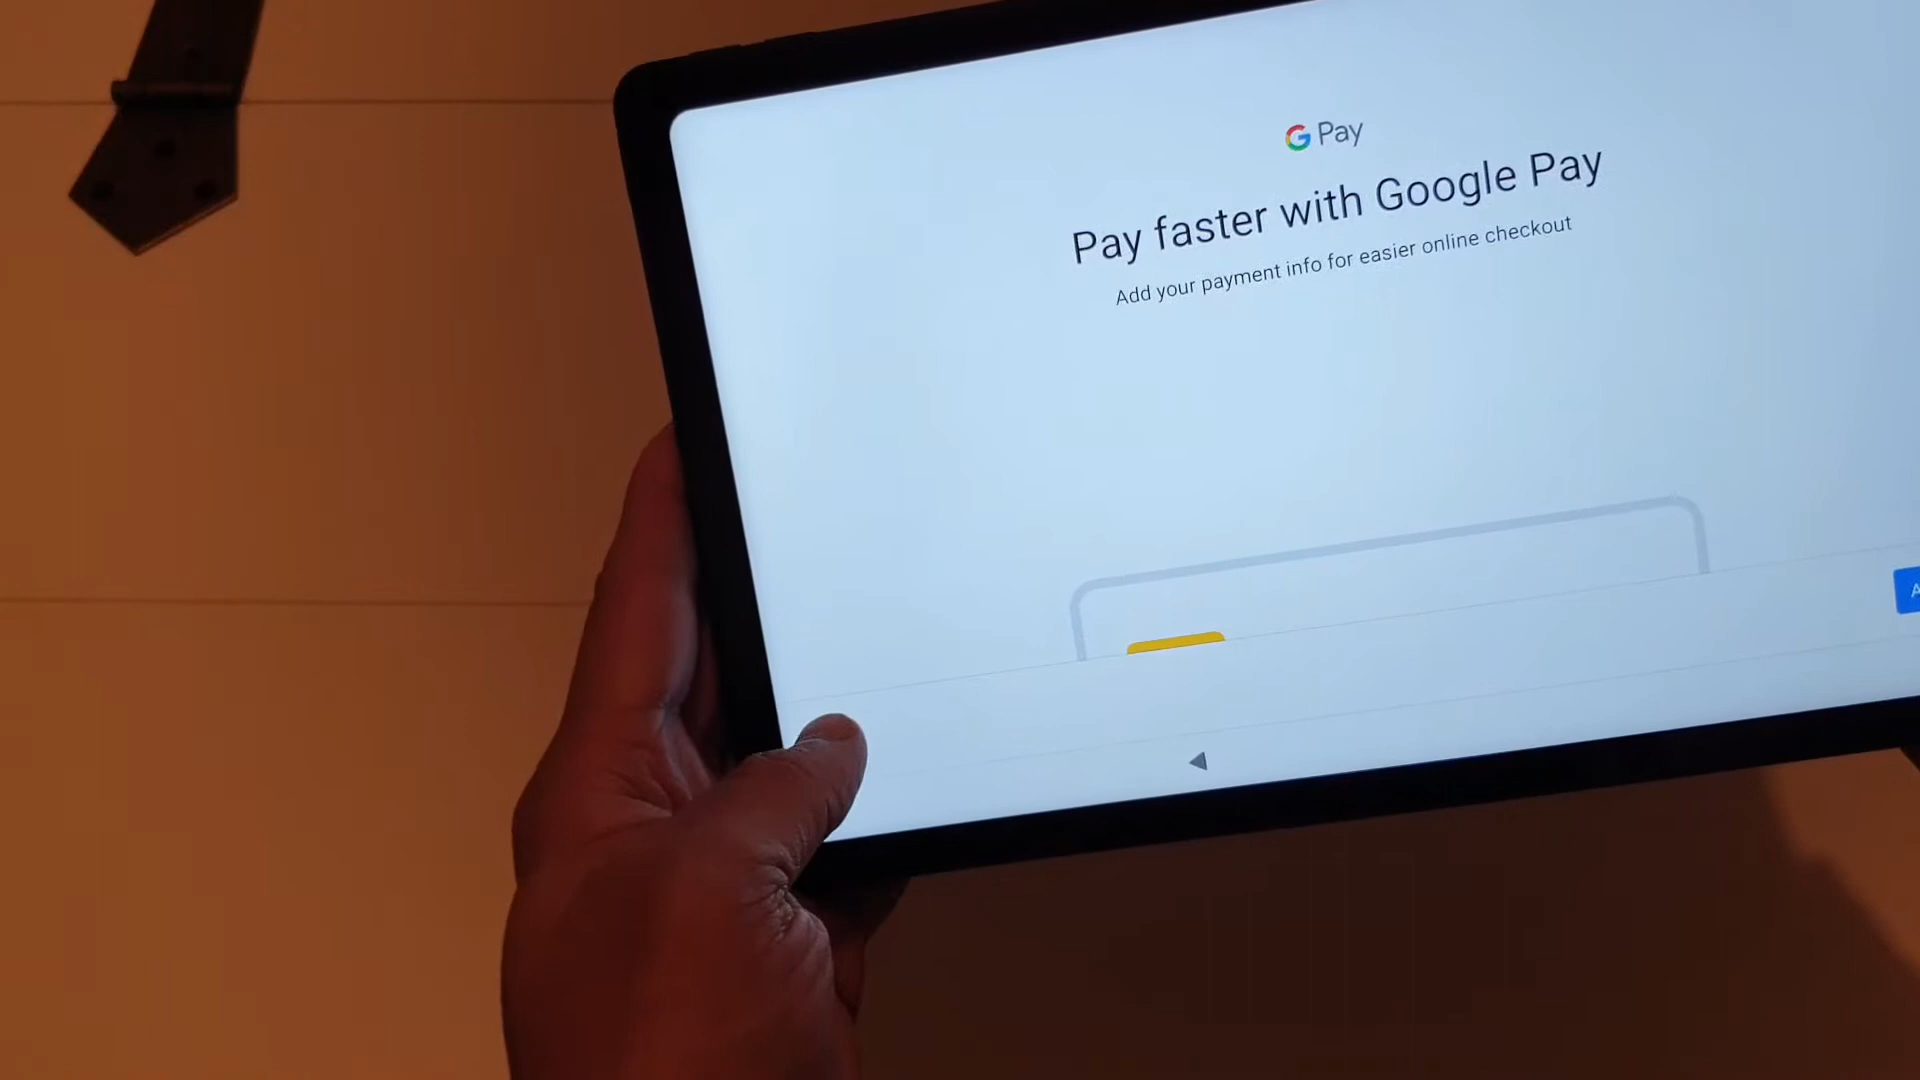 G Pay
Pay faster with Google Pay
Add your payment info for easier online checkout